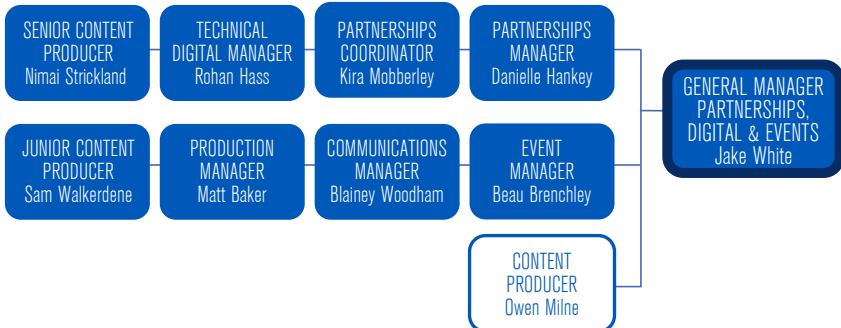 SENIOR CONTENT
PRODUCER
Nimai Strickland
TECHNICAL
DIGITAL MANAGER
Rohan Hass
PARTNERSHIPS
COORDINATOR
Kira Mobberley
PARTNERSHIPS
MANAGER
Danielle Hankey
GENERAL MANAGER
PARTNERSHIPS,
DIGITAL & EVENTS
Jake White
JUNIOR CONTENT
PRODUCER
Sam Walkerdene
PRODUCTION
MANAGER
Matt Baker
COMMUNICATIONS
MANAGER
Blainey Woodham
EVENT
MANAGER
Beau Brenchley
CONTENT
PRODUCER
Owen Milne